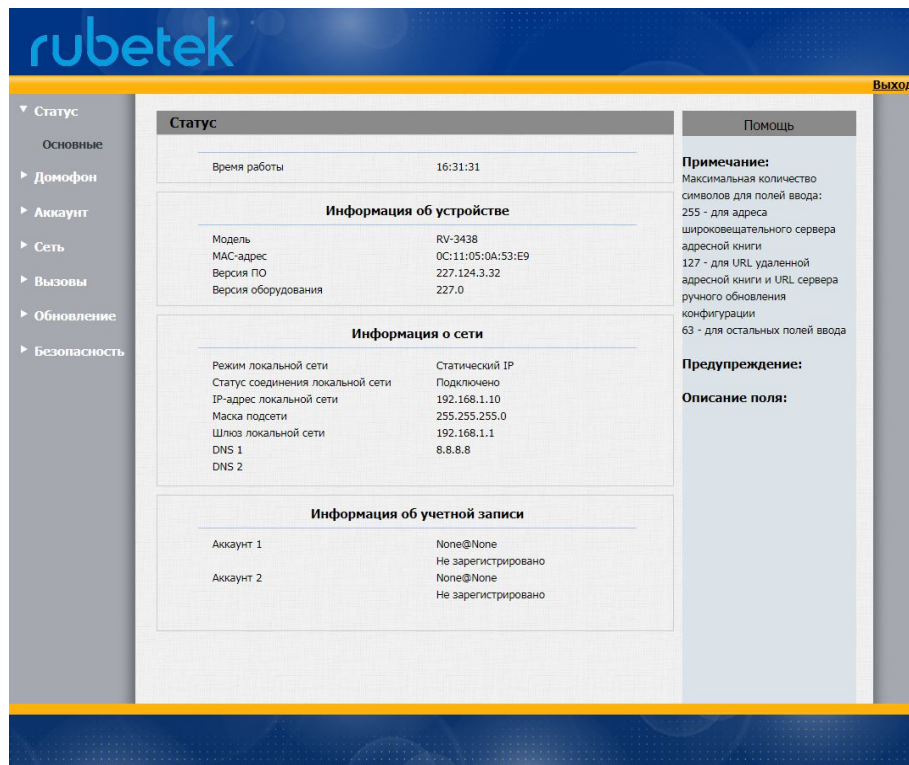 rubetek
Выход
Статус
Основные
Домофон
Аккаунт
Сеть
Вызовы
Обновление
Безопасность
Статус
Время работы 16:31:31
Информация об устройстве
Модель RV-3438
MAC-адрес 0C:11:05:0A:53:E9
Версия ПО 227.124.3.32
Версия оборудования 227.0
Информация о сети
Режим локальной сети Статический IP
Статус соединения локальной сети Подключено
IP-адрес локальной сети 192.168.1.10
Маска подсети 255.255.255.0
Шлюз локальной сети 192.168.1.1
DNS 1 8.8.8.8
DNS 2
Информация об учетной записи
Аккаунт 1 None@None
Не зарегистрировано
Аккаунт 2 None@None
Не зарегистрировано
Помощь
Примечание:
Максимальная количество
символов для полей ввода:
255 - для адреса
широковещательного сервера
адресной книги
127 - для URL удаленной
адресной книги и URL сервера
ручного обновления
конфигурации
63 - для остальных полей ввода
Предупреждение:
Описание поля: